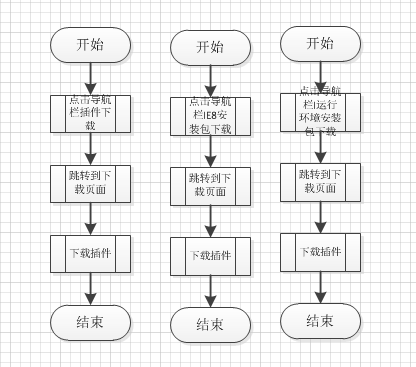 开始
点击导航
栏插件下
载
跳转到下
载页面
下载插件
结束
开始
点击导航
栏IE8安
装包下载
跳转到下
载页面
下载插件
结束
开始
点击导航
栏I运行
环境安装
包下载
跳转到下
载页面
下载插件
结束